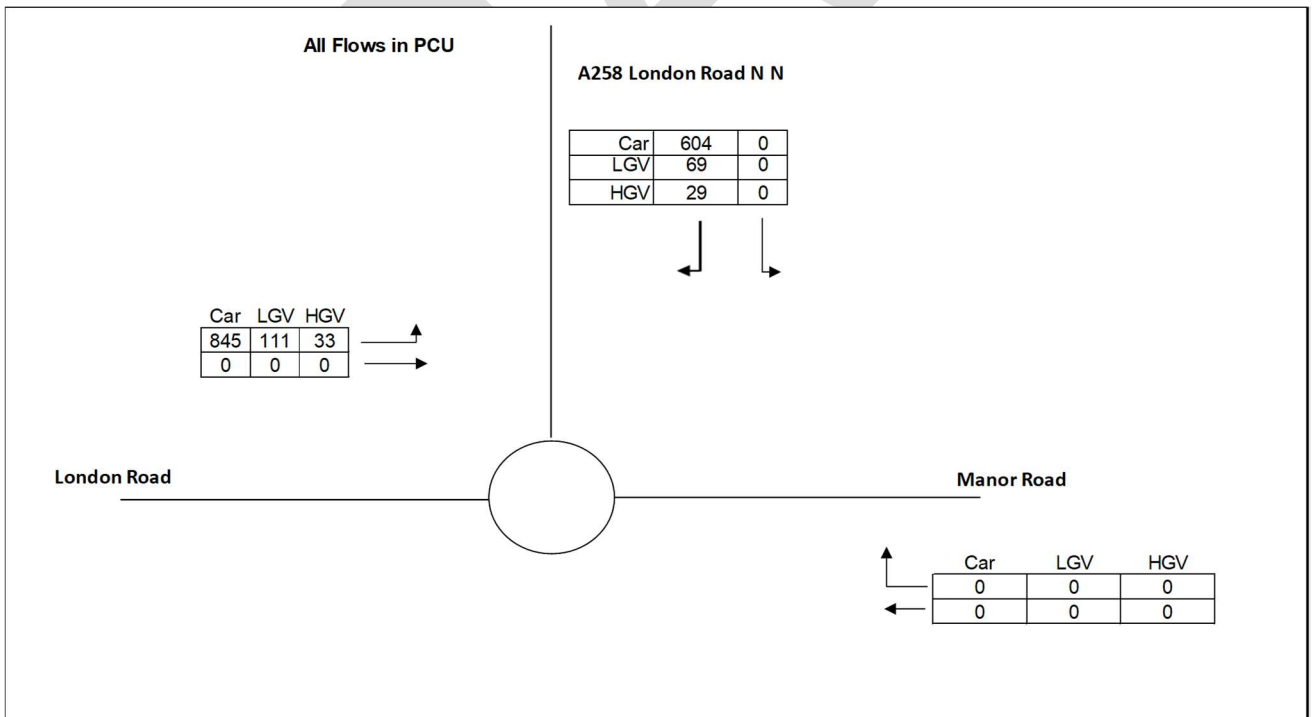 All Flows in PCU
A258 London Road N N
Car 604 0
LGV 69 0
HGV 29 0
Car LGV HGV
845 111 33
0 0 0
London Road
Manor Road
Car LGV HGV
0 0 0
0 0 0